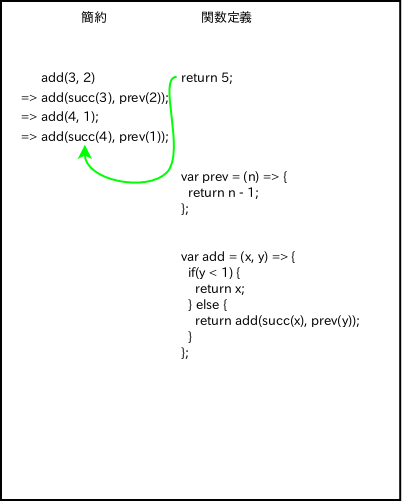 簡約
関数定義
add(3, 2)
=> add(succ(3), prev(2));
=> add(4, 1);
=> add(succ(4), prev(1));
return 5;
var prev = (n) => {
  return n - 1;
};
var add = (x, y) => {
  if(y < 1) {
    return x;
  } else {
    return add(succ(x), prev(y));
  }
};